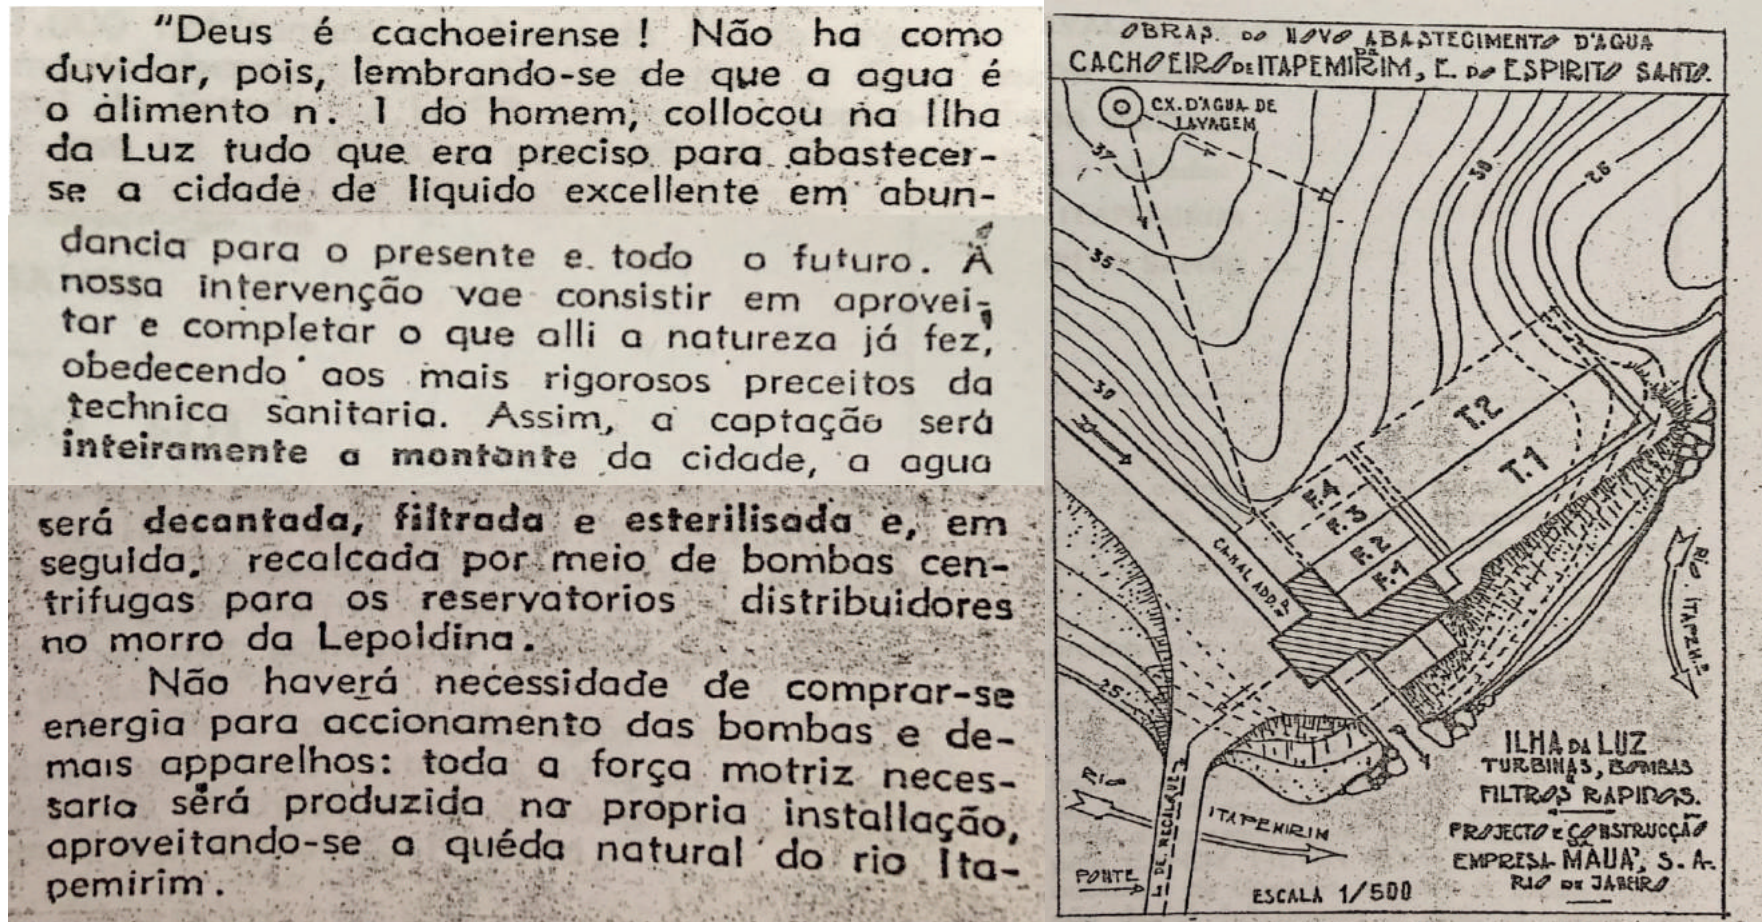 "Deus é cachoeirense ! Não ha como
duvidar, pois, lembrando-se de que a agua é
o alimento n. 1 do homem, collocou na Ilha
da Luz tudo que era preciso para abastecer-
se a cidade de liquido excellente em abun-
dancia para o presente e todo o futuro. A
nossa intervenção vae consistir em aprovei-
tar e completar o que alli a natureza já fez,
obedecendo aos mais rigorosos preceitos da
technica sanitaria. Assim, a captação será
inteiramente a montante da cidade, a agua
será decantada, filtrada e esterilisada e, em
seguida, recalcada por meio de bombas cen-
trifugas para os reservatorios distribuidores
no morro da Lepoldina.
Não haverá necessidade de comprar-se
energia para accionamento das bombas e de-
mais apparelhos: toda a força motriz neces-
saria será produzida na propria installação,
aproveitando-se a quéda natural do rio Ita-
pemirim.
OBRAS DO NOVO ABASTECIMENTO D'AGUA
DE
CACHOEIRO DE ITAPEMIRIM, E. DO ESPIRITO SANTO.
CX. D'AGUA DE
LAVAGEM
37
30
26
35
30
T.2
T.1
F.4
F.3
F.2
F.1
CANAL ADD.
25
RIO ITAPEM.
RIO
ITAPEMIRIM
L. DE RECALQUE
PONTE
ILHA DA LUZ
TURBINAS, BOMBAS
E
FILTROS RAPIDOS.
PROJECTO E CONSTRUCÇÃO
EMPRESA MAUA', S. A.
RIO DE JANEIRO
ESCALA 1/500